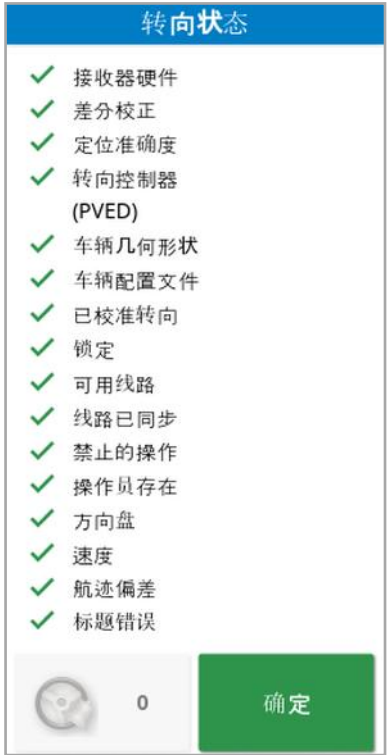 转向状态
接收器硬件
差分校正
定位准确度
转向控制器
(PVED)
车辆几何形状
车辆配置文件
已校准转向
锁定
可用线路
线路已同步
禁止的操作
操作员存在
方向盘
速度
航迹偏差
标题错误
0
确定